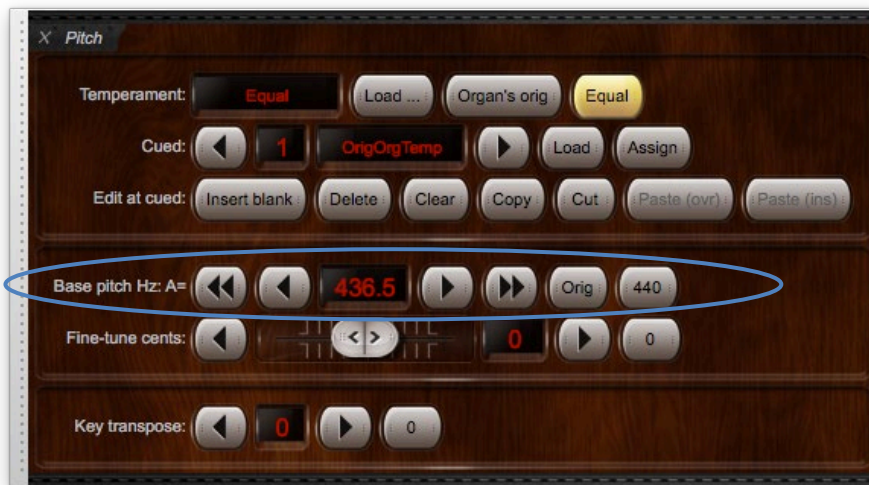 X Pitch
Temperament: Equal Load ... Organ's orig Equal
Cued: 1 OrigOrgTemp Load Assign
Edit at cued: Insert blank Delete Clear Copy Cut Paste (ovr) Paste (ins)
Base pitch Hz: A= 436.5 Orig 440
Fine-tune cents: 0 0
Key transpose: 0 0